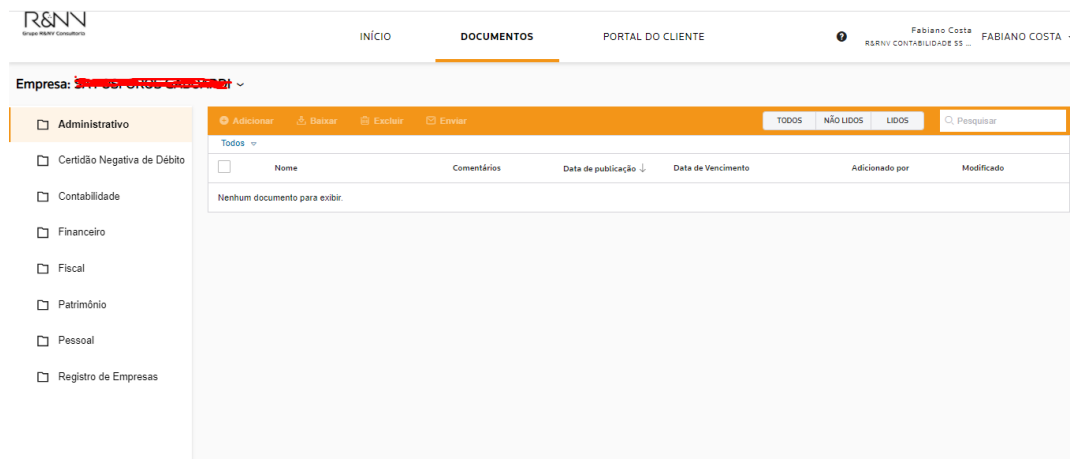 R&NV
Grupo R&NV Consultoria
INÍCIO
DOCUMENTOS
PORTAL DO CLIENTE
Fabiano Costa
R&RNV CONTABILIDADE SS ...
FABIANO COSTA
Empresa:
Administrativo
Certidão Negativa de Débito
Contabilidade
Financeiro
Fiscal
Patrimônio
Pessoal
Registro de Empresas
Adicionar Baixar Excluir Enviar TODOS NÃO LIDOS LIDOS Pesquisar
Todos
Nome Comentários Data de publicação ↓ Data de Vencimento Adicionado por Modificado
Nenhum documento para exibir.